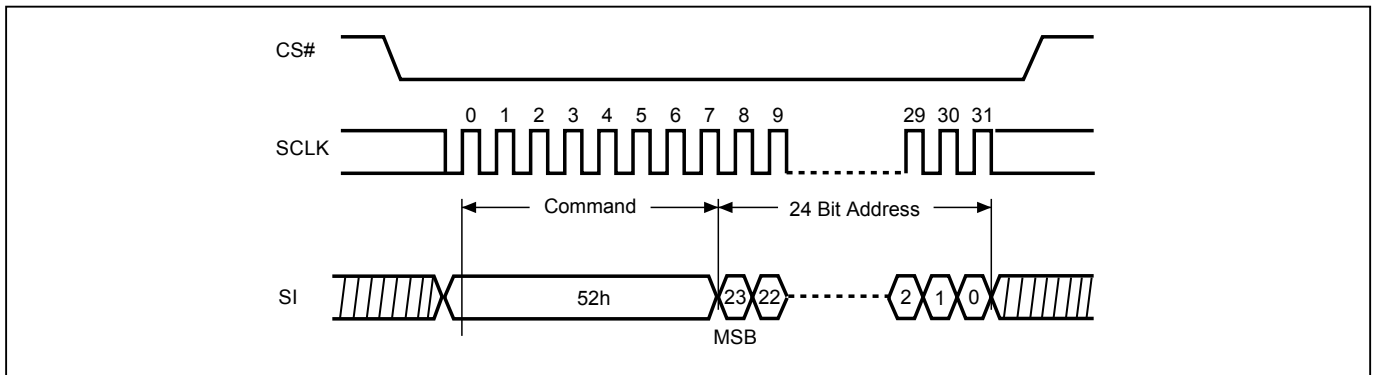 CS#
0 1 2 3 4 5 6 7 8 9 29 30 31
SCLK
Command 24 Bit Address
SI 52h 23 22 2 1 0
MSB